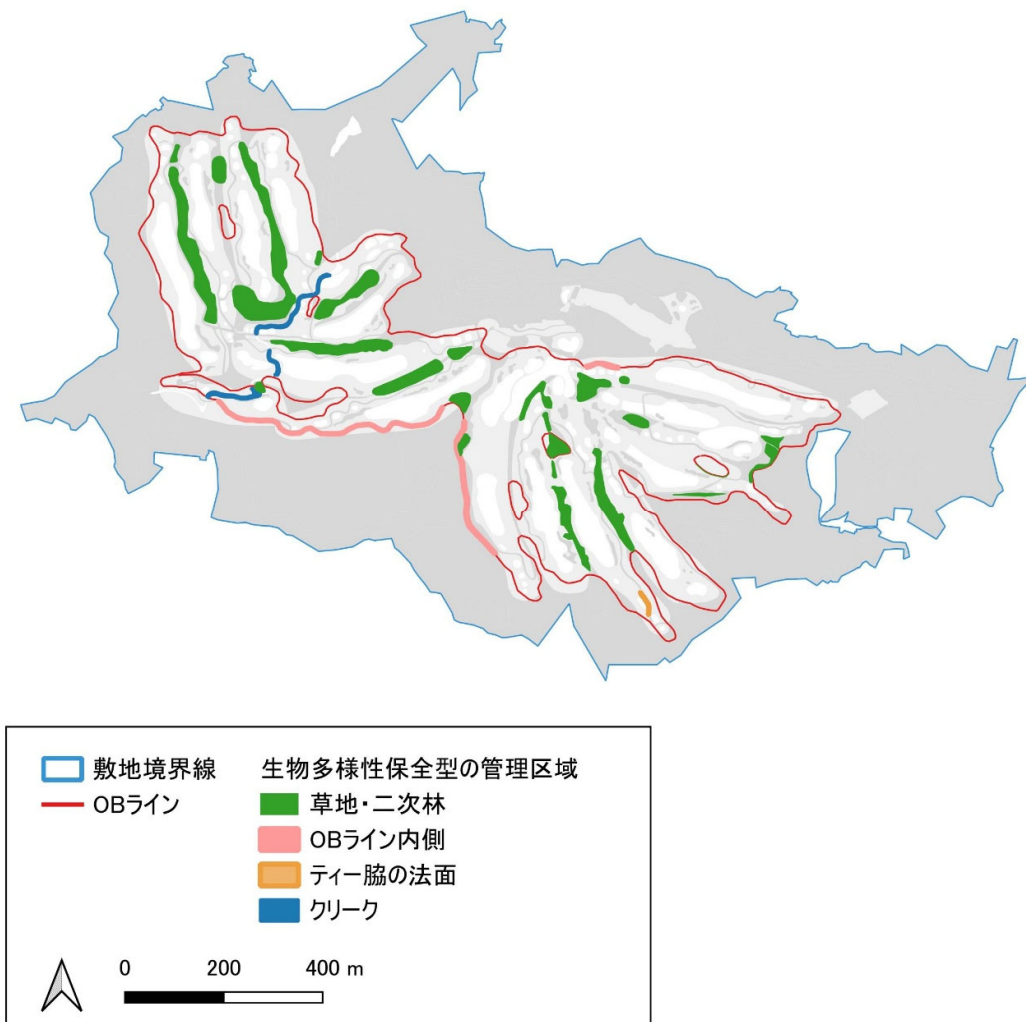 敷地境界線
OBライン
生物多様性保全型の管理区域
草地・二次林
OBライン内側
ティー脇の法面
クリーク
0 200 400 m